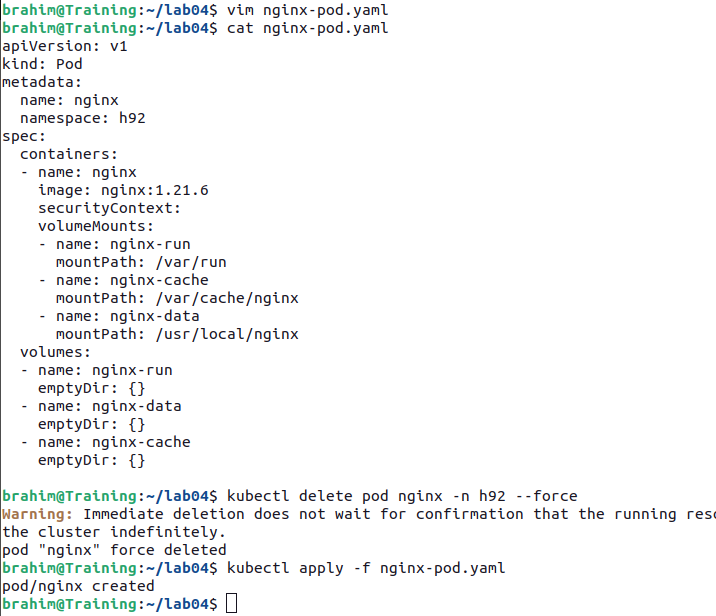 brahim@Training:~/lab04$ vim nginx-pod.yaml
brahim@Training:~/lab04$ cat nginx-pod.yaml
apiVersion: v1
kind: Pod
metadata:
  name: nginx
  namespace: h92
spec:
  containers:
  - name: nginx
    image: nginx:1.21.6
    securityContext:
    volumeMounts:
    - name: nginx-run
      mountPath: /var/run
    - name: nginx-cache
      mountPath: /var/cache/nginx
    - name: nginx-data
      mountPath: /usr/local/nginx
  volumes:
  - name: nginx-run
    emptyDir: {}
  - name: nginx-data
    emptyDir: {}
  - name: nginx-cache
    emptyDir: {}
brahim@Training:~/lab04$ kubectl delete pod nginx -n h92 --force
Warning: Immediate deletion does not wait for confirmation that the running
the cluster indefinitely.
pod "nginx" force deleted
brahim@Training:~/lab04$ kubectl apply -f nginx-pod.yaml
pod/nginx created
brahim@Training:~/lab04$